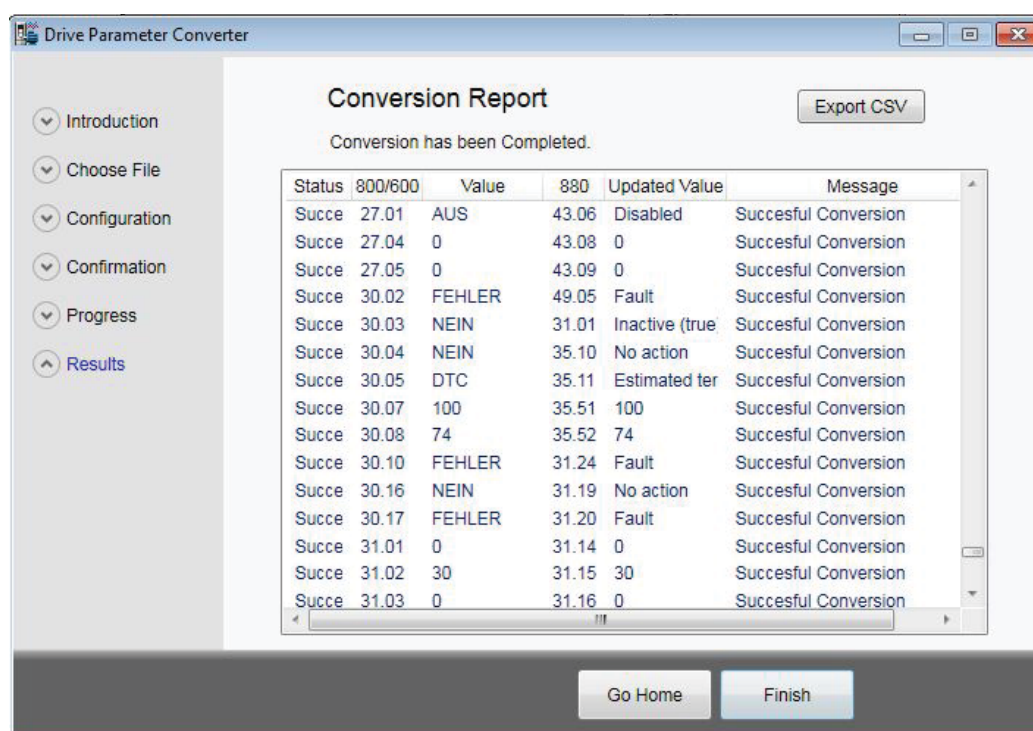 Drive Parameter Converter
Introduction
Choose File
Configuration
Confirmation
Progress
Results
Conversion Report
Export CSV
Conversion has been Completed.
Status 800/600 Value 880 Updated Value Message
Succe 27.01 AUS 43.06 Disabled Succesful Conversion
Succe 27.04 0 43.08 0 Succesful Conversion
Succe 27.05 0 43.09 0 Succesful Conversion
Succe 30.02 FEHLER 49.05 Fault Succesful Conversion
Succe 30.03 NEIN 31.01 Inactive (true) Succesful Conversion
Succe 30.04 NEIN 35.10 No action Succesful Conversion
Succe 30.05 DTC 35.11 Estimated ter Succesful Conversion
Succe 30.07 100 35.51 100 Succesful Conversion
Succe 30.08 74 35.52 74 Succesful Conversion
Succe 30.10 FEHLER 31.24 Fault Succesful Conversion
Succe 30.16 NEIN 31.19 No action Succesful Conversion
Succe 30.17 FEHLER 31.20 Fault Succesful Conversion
Succe 31.01 0 31.14 0 Succesful Conversion
Succe 31.02 30 31.15 30 Succesful Conversion
Succe 31.03 0 31.16 0 Succesful Conversion
Go Home
Finish